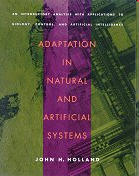 AN INTRODUCTORY ANALYSIS WITH APPLICATIONS TO
BIOLOGY, CONTROL, AND ARTIFICIAL INTELLIGENCE
ADAPTATION
IN NATURAL
AND
ARTIFICIAL
SYSTEMS
JOHN H. HOLLAND